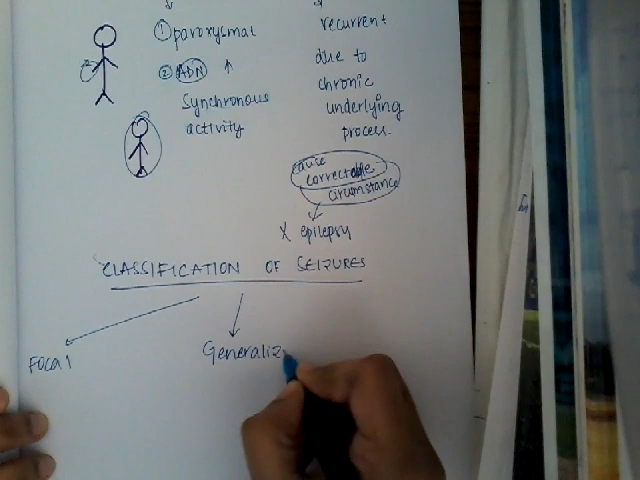 ① paroxysmal
② ADN ↑
Synchronous
activity
recurrent
due to
chronic
underlying
process
cause
correctable
cirumstance
X epilepsy
CLASSIFICATION OF SEIZURES
Focal
Generaliz